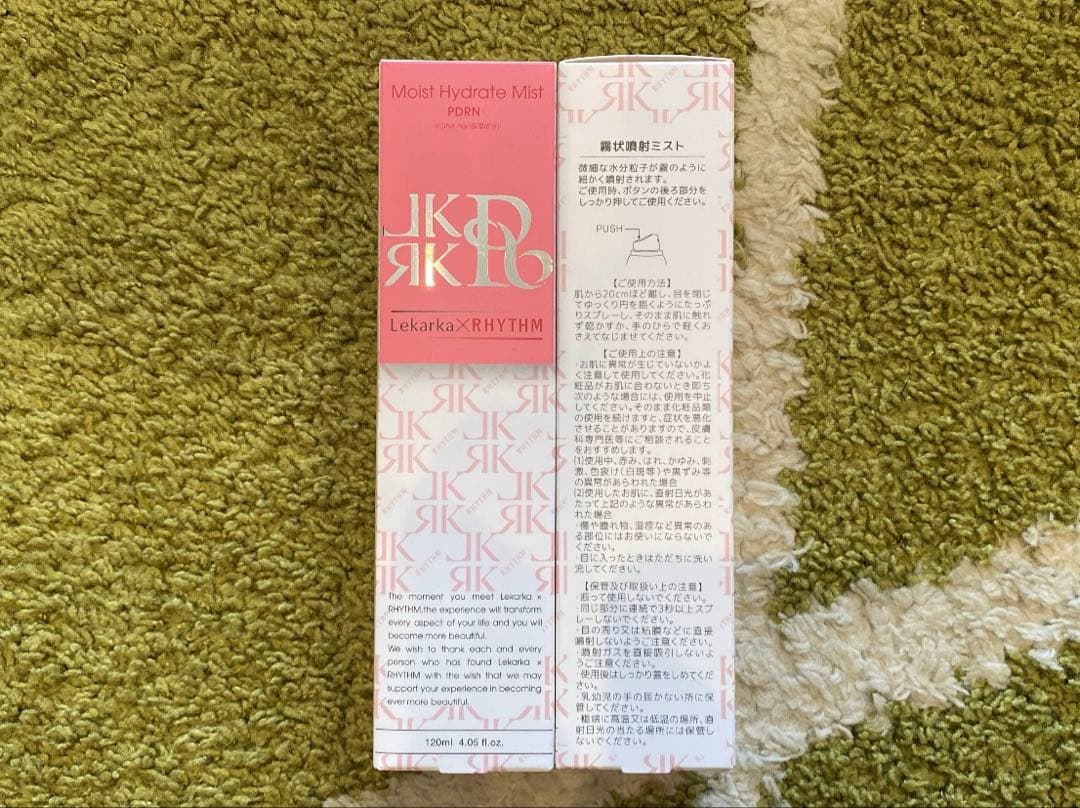 Moist Hydrate Mist
PDRN※
※DNA-Na(保湿成分)
LK
RK
R
Lekarka×RHYTHM
The moment you meet Lekarka ×
RHYTHM,the experience will transform
every aspect of your life and you will
become more beautiful.
We wish to thank each and every
person who has found Lekarka ×
RHYTHM with the wish that we may
support your experience in becoming
ever more beautiful.
120ml 4.05 fl.oz.
霧状噴射ミスト
微細な水分粒子が霧のように
細かく噴射されます。
ご使用時、ボタンの後ろ部分を
しっかり押してご使用ください。
PUSH
【ご使用方法】
肌から20cmほど離し、目を閉じ
てゆっくり円を描くようにたっぷ
りスプレーし、そのまま肌に触れ
ず乾かすか、手のひらで軽くお
さえてなじませてください。
【ご使用上の注意】
・お肌に異常が生じていないかよ
く注意して使用してください。化
粧品がお肌に合わないとき即ち
次のような場合には、使用を中止
してください。そのまま化粧品類
の使用を続けますと、症状を悪化
させることがありますので、皮膚
科専門医等にご相談されること
をおすすめします。
(1)使用中、赤み、はれ、かゆみ、刺
激、色抜け(白斑等)や黒ずみ等
の異常があらわれた場合
(2)使用したお肌に、直射日光があ
たって上記のような異常があらわ
れた場合
・傷や腫れ物、湿疹など異常のあ
る部位にはお使いにならないで
ください。
・目に入ったときはただちに洗い
流してください。
【保管及び取扱い上の注意】
・振って使用しないでください。
・同じ部分に連続で3秒以上スプ
レーしないでください。
・目の周り又は粘膜などに直接
噴射しないようご注意ください。
・噴射ガスを直接吸引しないよ
うご注意ください。
・使用後はしっかり蓋をしめてくだ
さい。
・乳幼児の手の届かない所に保
管してください。
・極端に高温又は低温の場所、直
射日光の当たる場所には保管し
ないでください。